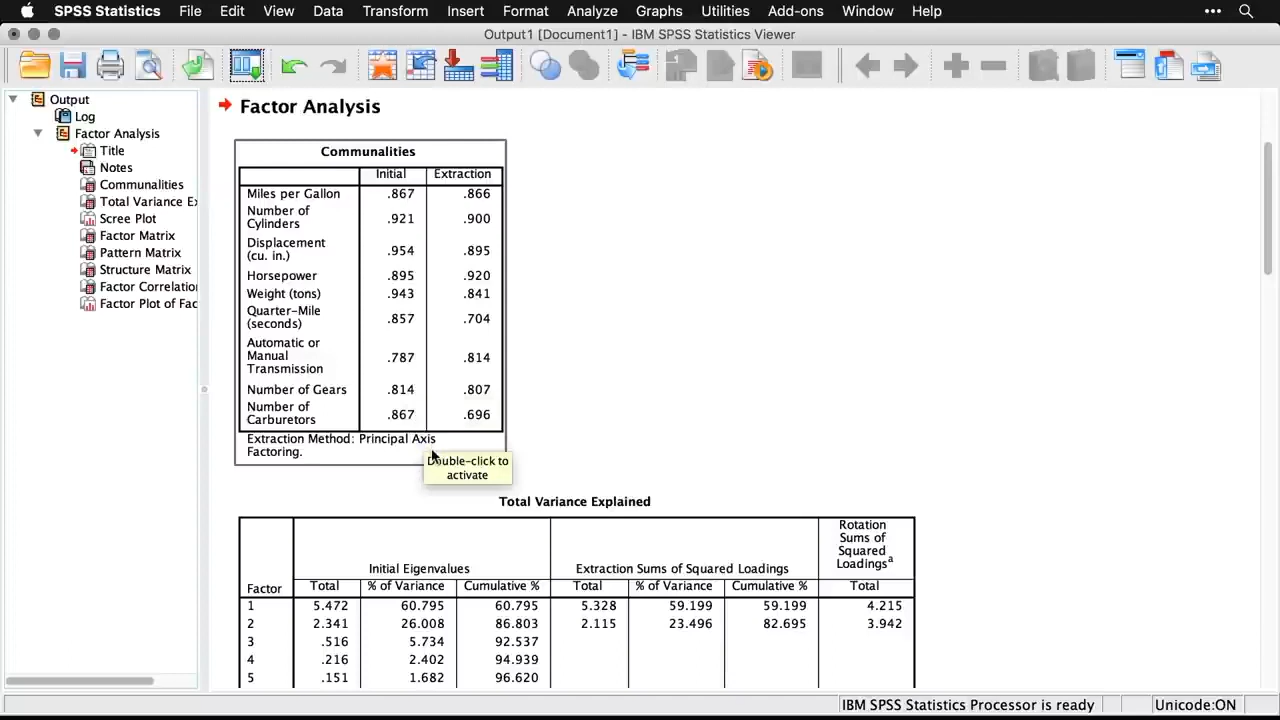 SPSS Statistics File Edit View Data Transform Insert Format Analyze Graphs Utilities Add-ons Window Help
Output1 [Document1] - IBM SPSS Statistics Viewer
Output
Log
Factor Analysis
Title
Notes
Communalities
Total Variance Ex
Scree Plot
Factor Matrix
Pattern Matrix
Structure Matrix
Factor Correlation
Factor Plot of Fac
Factor Analysis
Communalities
Initial Extraction
Miles per Gallon .867 .866
Number of
Cylinders .921 .900
Displacement
(cu. in.) .954 .895
Horsepower .895 .920
Weight (tons) .943 .841
Quarter-Mile
(seconds) .857 .704
Automatic or
Manual
Transmission .787 .814
Number of Gears .814 .807
Number of
Carburetors .867 .696
Extraction Method: Principal Axis
Factoring.
Double-click to
activate
Total Variance Explained
Rotation
Sums of
Squared
Loadingsa
Initial Eigenvalues Extraction Sums of Squared Loadings
Factor Total % of Variance Cumulative % Total % of Variance Cumulative % Total
1 5.472 60.795 60.795 5.328 59.199 59.199 4.215
2 2.341 26.008 86.803 2.115 23.496 82.695 3.942
3 .516 5.734 92.537
4 .216 2.402 94.939
5 .151 1.682 96.620
IBM SPSS Statistics Processor is ready Unicode:ON